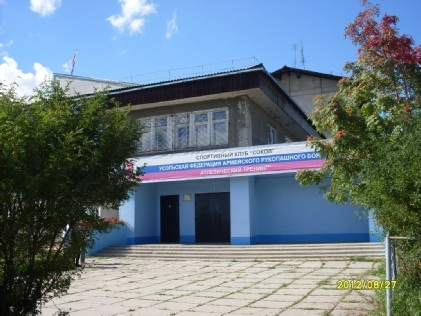 СПОРТИВНЫЙ КЛУБ "СОКОЛ"
УСОЛЬСКАЯ ФЕДЕРАЦИЯ АРМЕЙСКОГО РУКОПАШНОГО БОЯ
АТЛЕТИЧЕСКИЙ ТРЕНИНГ
2012/08/27